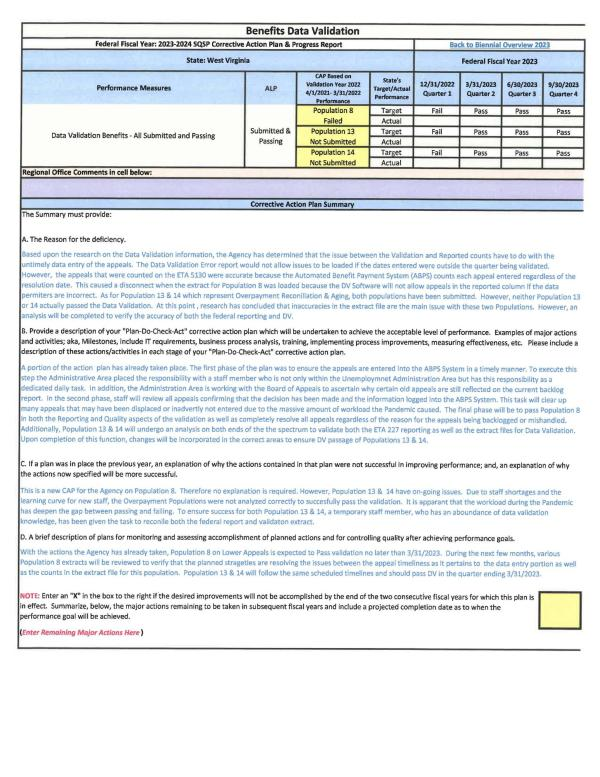 Benefits Data Validation
Federal Fiscal Year: 2023-2024 SQSP Corrective Action Plan & Progress Report Back to Biennial Overview 2023
State: West Virginia Federal Fiscal Year 2023
Performance Measures ALP CAP Based on Validation Year 2022 4/1/2021- 3/31/2022 Performance State's Target/Actual Performance 12/31/2022 Quarter 1 3/31/2023 Quarter 2 6/30/2023 Quarter 3 9/30/2023 Quarter 4
Data Validation Benefits - All Submitted and Passing Submitted & Passing
Population 8 Target Fail Pass Pass Pass
Failed Actual
Population 13 Target Fail Pass Pass Pass
Not Submitted Actual
Population 14 Target Fail Pass Pass Pass
Not Submitted Actual
Regional Office Comments in cell below:
Corrective Action Plan Summary
The Summary must provide:
A. The Reason for the deficiency.
Based upon the research on the Data Validation information, the Agency has determined that the issue between the Validation and Reported counts have to do with the
untimely data entry of the appeals. The Data Validation Error report would not allow issues to be loaded if the dates entered were outside the quarter being validated.
However, the appeals that were counted on the ETA 5130 were accurate because the Automated Benefit Payment System (ABPS) counts each appeal entered regardless of the
resolution date. This caused a disconnect when the extract for Population 8 was loaded because the DV Software will not allow appeals in the reported column if the data
permiters are incorrect. As for Population 13 & 14 which represent Overpayment Reconilliation & Aging, both populations have been submitted. However, neither Population 13
or 14 actually passed the Data Validation. At this point , research has concluded that inaccuracies in the extract file are the main issue with these two Populations. However, an
analysis will be completed to verify the accuracy of both the federal reporting and DV.
B. Provide a description of your "Plan-Do-Check-Act" corrective action plan which will be undertaken to achieve the acceptable level of performance. Examples of major actions
and activities; aka, Milestones, include IT requirements, business process analysis, training, implementing process improvements, measuring effectiveness, etc. Please include a
description of these actions/activities in each stage of your "Plan-Do-Check-Act" corrective action plan.
A portion of the action plan has already taken place. The first phase of the plan was to ensure the appeals are entered into the ABPS System in a timely manner. To execute this
step the Administrative Area placed the responsibility with a staff member who is not only within the Unemploymnet Administration Area but has this responsibility as a
dedicated daily task. In addition, the Administration Area is working with the Board of Appeals to ascertain why certain old appeals are still reflected on the current backlog
report. In the second phase, staff will review all appeals confirming that the decision has been made and the information logged into the ABPS System. This task will clear up
many appeals that may have been displaced or inadvertly not entered due to the massive amount of workload the Pandemic caused. The final phase will be to pass Population 8
in both the Reporting and Quality aspects of the validation as well as completely resolve all appeals regardless of the reason for the appeals being backlogged or mishandled.
Additionally, Population 13 & 14 will undergo an analysis on both ends of the the spectrum to validate both the ETA 227 reporting as well as the extract files for Data Validation.
Upon completion of this function, changes will be incorporated in the correct areas to ensure DV passage of Populations 13 & 14.
C. If a plan was in place the previous year, an explanation of why the actions contained in that plan were not successful in improving performance; and, an explanation of why
the actions now specified will be more successful.
This is a new CAP for the Agency on Population 8. Therefore no explanation is required. However, Population 13 & 14 have on-going issues. Due to staff shortages and the
learning curve for new staff, the Overpayment Populations were not analyzed correctly to succesfully pass the validation. It is apparant that the workload during the Pandemic
has deepen the gap between passing and failing. To ensure success for both Population 13 & 14, a temporary staff member, who has an aboundance of data validation
knowledge, has been given the task to reconile both the federal report and validaton extract.
D. A brief description of plans for monitoring and assessing accomplishment of planned actions and for controlling quality after achieving performance goals.
With the actions the Agency has already taken, Population 8 on Lower Appeals is expected to Pass validation no later than 3/31/2023. During the next few months, various
Population 8 extracts will be reviewed to verify that the planned strageties are resolving the issues between the appeal timeliness as it pertains to the data entry portion as well
as the counts in the extract file for this population. Population 13 & 14 will follow the same scheduled timelines and should pass DV in the quarter ending 3/31/2023.
NOTE: Enter an "X" in the box to the right if the desired improvements will not be accomplished by the end of the two consecutive fiscal years for which this plan is
in effect. Summarize, below, the major actions remaining to be taken in subsequent fiscal years and include a projected completion date as to when the
performance goal will be achieved.
(Enter Remaining Major Actions Here )